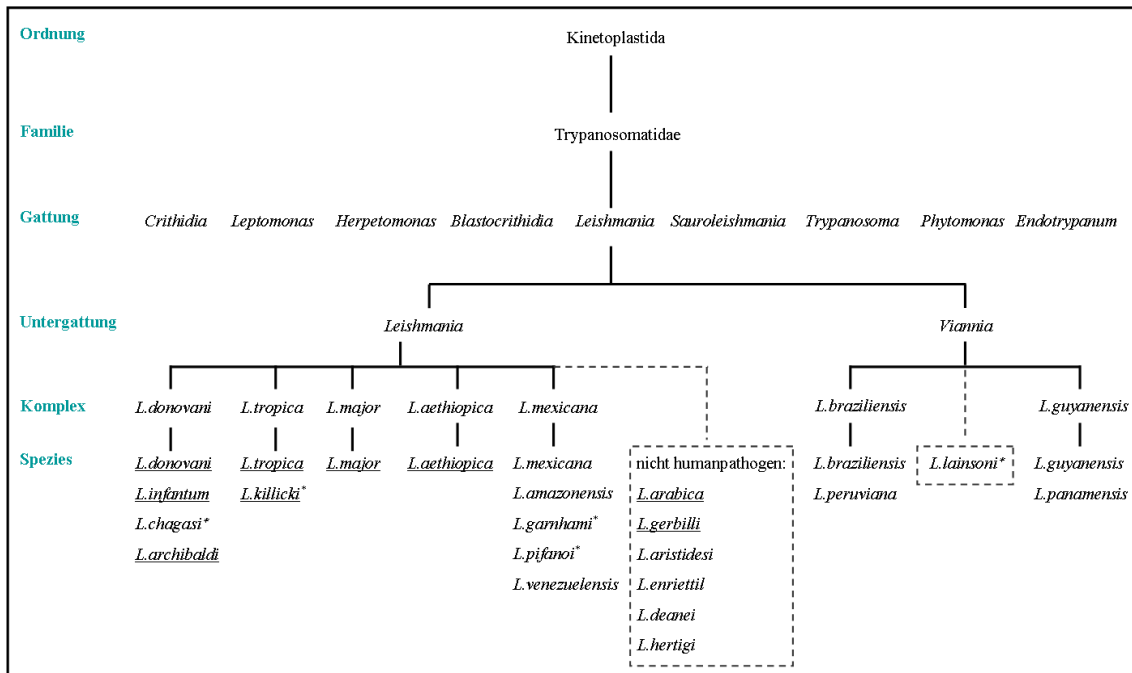 Ordnung Kinetoplastida
Familie Trypanosomatidae
Gattung Crithidia Leptomonas Herpetomonas Blastocrithidia Leishmania Sauroleishmania Trypanosoma Phytomonas Endotrypanum
Untergattung Leishmania Viannia
Komplex L.donovani L.tropica L.major L.aethiopica L.mexicana L.braziliensis L.guyanensis
Spezies L.donovani L.tropica L.major L.aethiopica L.mexicana nicht humanpathogen: L.braziliensis L.lainsoni* L.guyanensis
L.infantum L.killicki* L.amazonensis L.arabica L.peruviana L.panamensis
L.chagasi* L.garnhami* L.gerbilli
L.archibaldi L.pifanoi* L.aristidesi
L.venezuelensis L.enriettil
L.deanei
L.hertigi